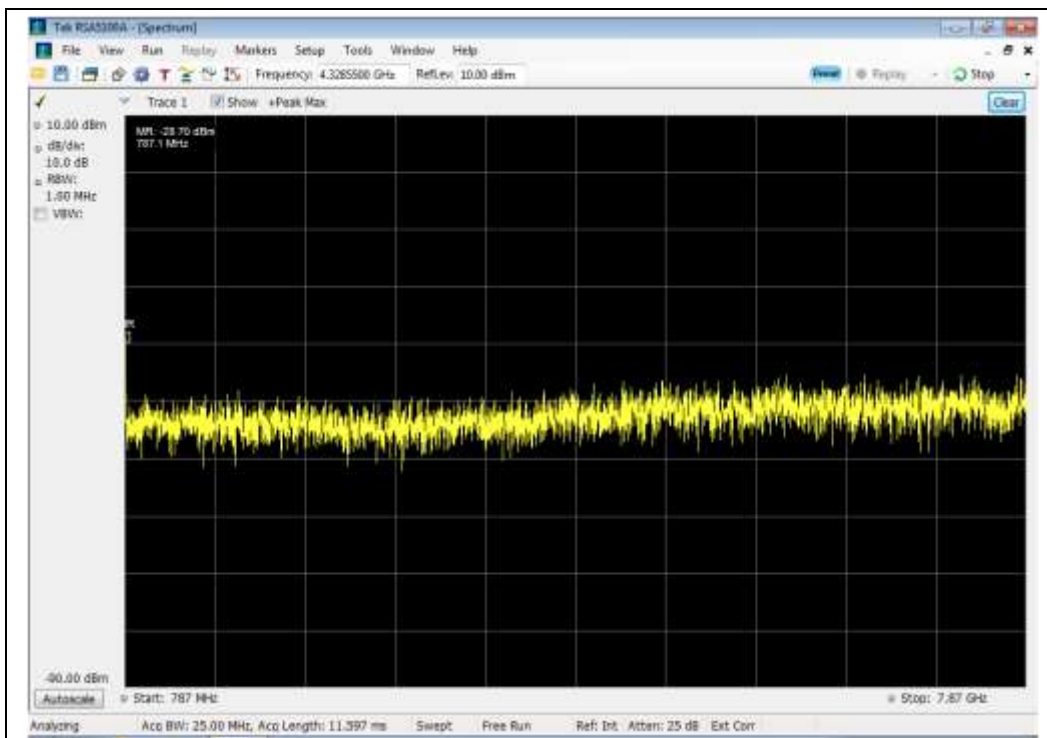 Tek RSA5100A - [Spectrum]
File View Run Replay Markers Setup Tools Window Help
Frequency: 4.3285500 GHz RefLev: 10.00 dBm Preset Replay Stop
Trace 1 Show +Peak Max Clear
10.00 dBm
dB/div:
10.0 dB
RBW:
1.00 MHz
VBW:
MR: -28.70 dBm
787.1 MHz
-90.00 dBm
Autoscale Start: 787 MHz Stop: 7.87 GHz
Analyzing Acq BW: 25.00 MHz, Acq Length: 11.597 ms Swept Free Run Ref: Int Atten: 25 dB Ext Corr